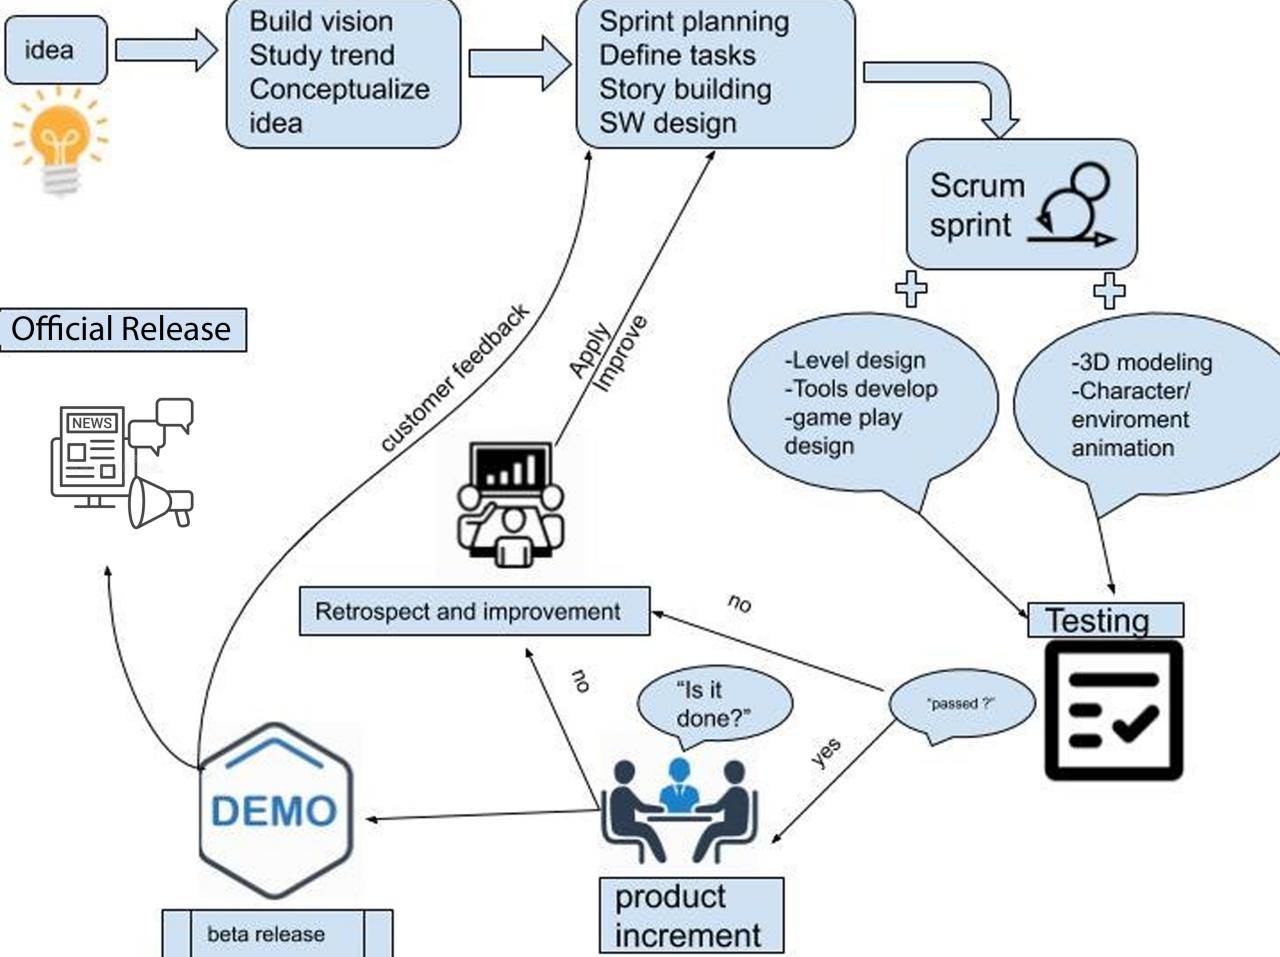 idea
Build vision
Study trend
Conceptualize
idea
Sprint planning
Define tasks
Story building
SW design
Scrum
sprint
Official Release
NEWS
customer feedback
Apply
Improve
-Level design
-Tools develop
-game play
design
-3D modeling
-Character/
enviroment
animation
Retrospect and improvement
no
Testing
no
"Is it
done?"
"passed ?"
yes
DEMO
product
increment
beta release